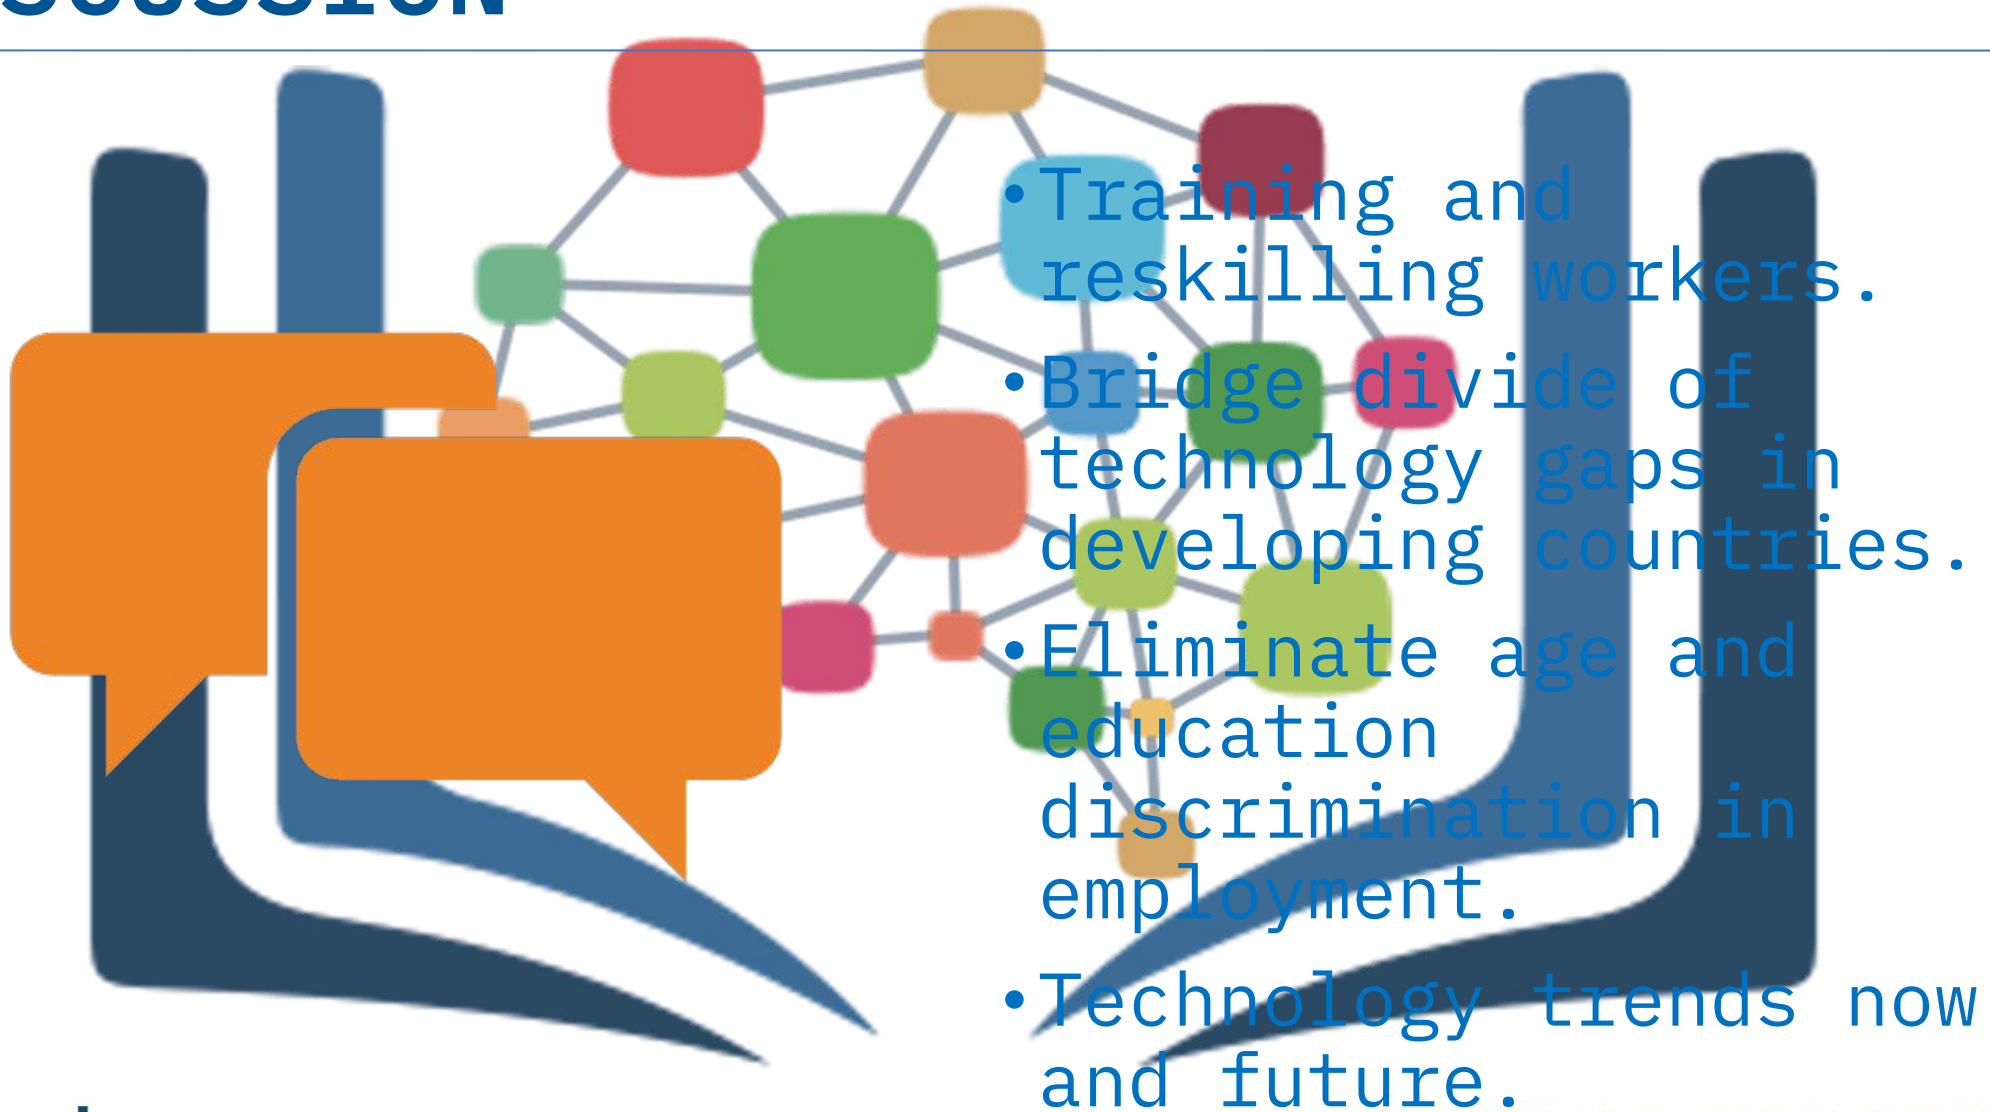 • Training and
reskilling workers.
• Bridge divide of
technology gaps in
developing countries.
• Eliminate age and
education
discrimination in
employment.
• Technology trends now
and future.